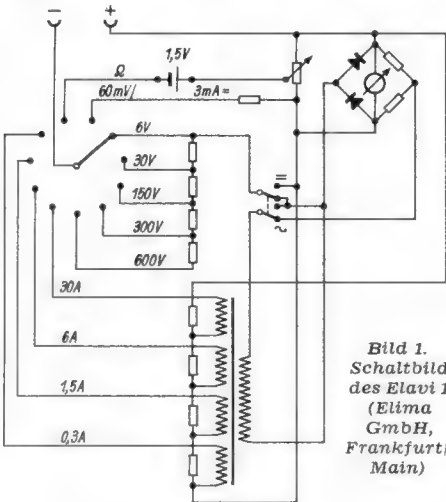 − +
1,5V
Ω
60mV/ 3mA=
6V
30V
150V
300V
600V
=
~
30A
6A
1,5A
0,3A
Bild 1.
Schaltbild
des Elavi 1
(Elima
GmbH,
Frankfurt/
Main)